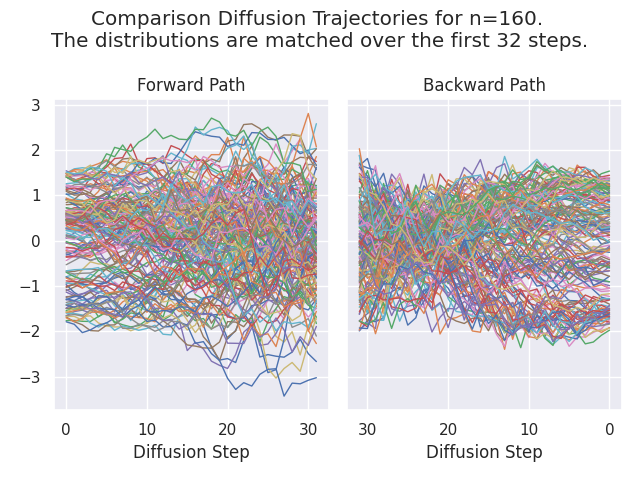 Comparison Diffusion Trajectories for n=160.
The distributions are matched over the first 32 steps.
Forward Path
Backward Path
3
2
1
0
−1
−2
−3
0 10 20 30
30 20 10 0
Diffusion Step
Diffusion Step